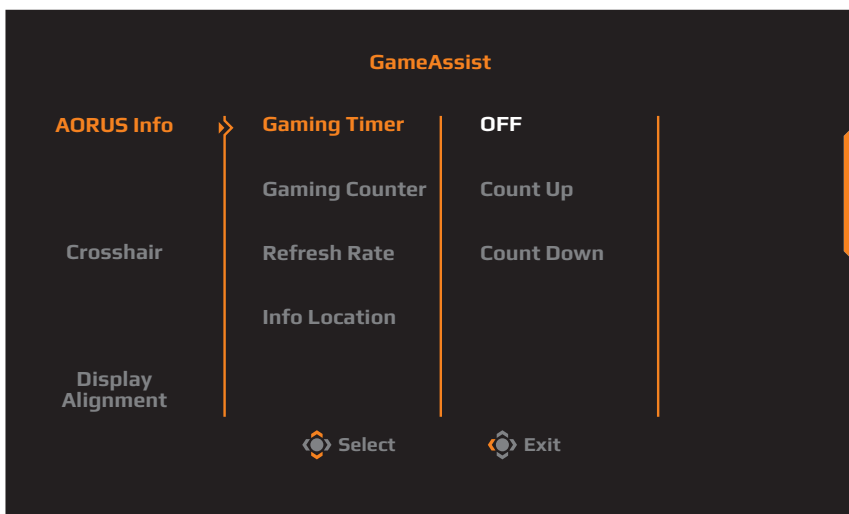 GameAssist
AORUS Info
Gaming Timer
OFF
Gaming Counter
Count Up
Crosshair
Refresh Rate
Count Down
Info Location
Display
Alignment
Select
Exit